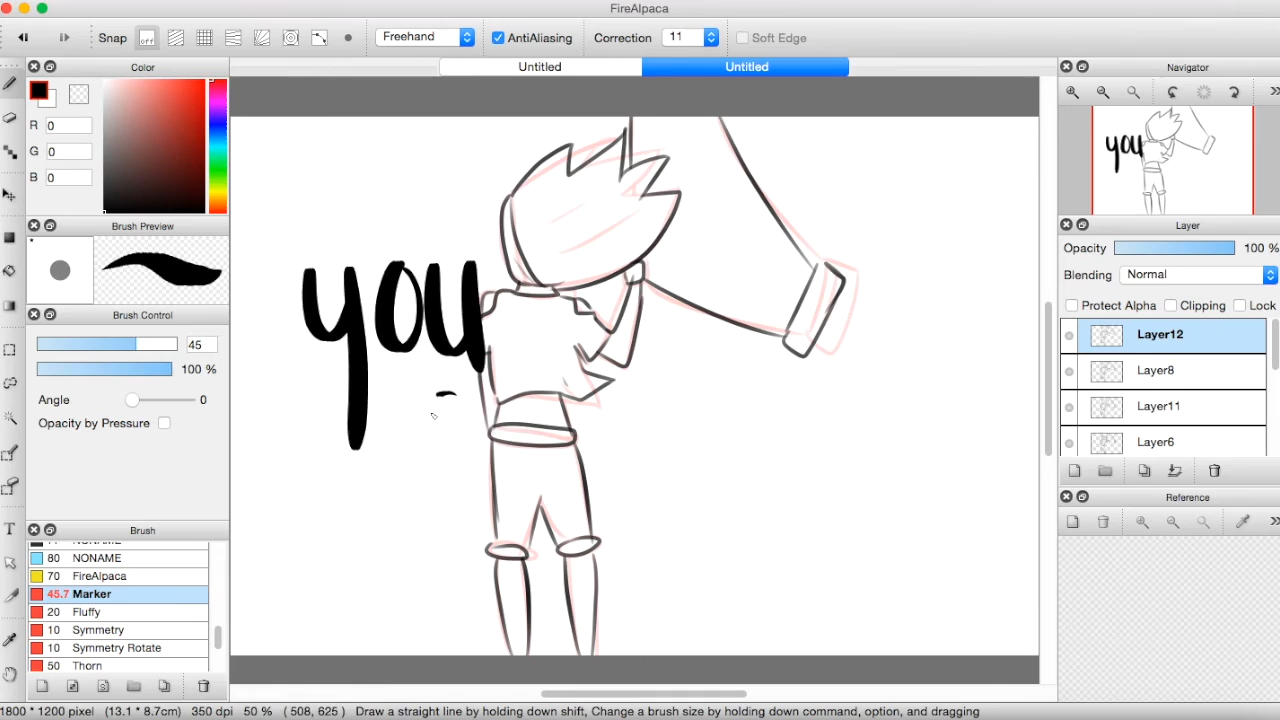 FireAlpaca
Snap off Freehand AntiAliasing Correction 11 Soft Edge
Color Untitled Untitled Navigator
R 0
G 0
B 0
Brush Preview
*
Layer
Opacity 100 %
Blending Normal
Protect Alpha Clipping Lock
Brush Control
45
100 %
Angle 0
Opacity by Pressure
you
Layer12
Layer8
Layer11
Layer6
Reference
Brush
NONAME
80 NONAME
70 FireAlpaca
45.7 Marker
20 Fluffy
10 Symmetry
10 Symmetry Rotate
50 Thorn
1800 * 1200 pixel (13.1 * 8.7cm) 350 dpi 50 % ( 508, 625 ) Draw a straight line by holding down shift, Change a brush size by holding down command, option, and dragging